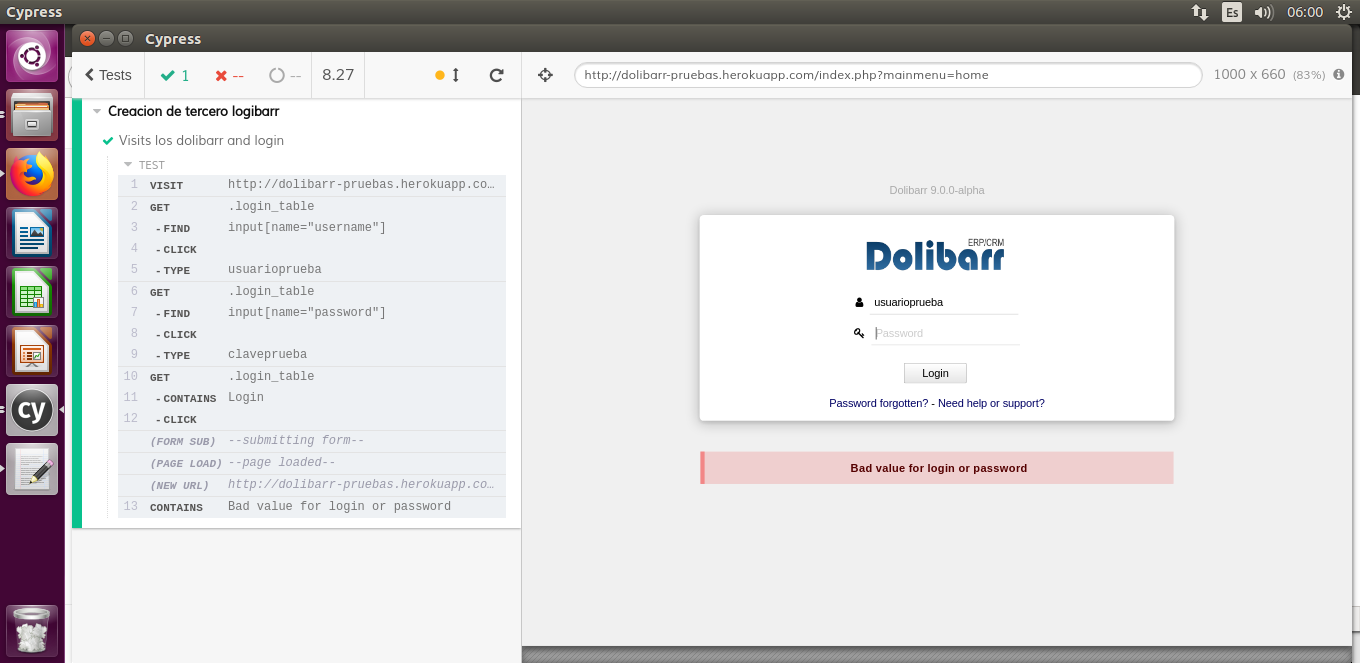 Cypress
Es
06:00
Cypress
Tests
1
--
--
8.27
http://dolibarr-pruebas.herokuapp.com/index.php?mainmenu=home
1000 x 660 (83%)
Creacion de tercero logibarr
Visits los dolibarr and login
TEST
1 VISIT http://dolibarr-pruebas.herokuapp.co…
2 GET .login_table
3 - FIND input[name="username"]
4 - CLICK
5 - TYPE usuarioprueba
6 GET .login_table
7 - FIND input[name="password"]
8 - CLICK
9 - TYPE claveprueba
10 GET .login_table
11 - CONTAINS Login
12 - CLICK
(FORM SUB) --submitting form--
(PAGE LOAD) --page loaded--
(NEW URL) http://dolibarr-pruebas.herokuapp.co…
13 CONTAINS Bad value for login or password
Dolibarr 9.0.0-alpha
ERP/CRM
Dolibarr
usuarioprueba
Password
Login
Password forgotten? - Need help or support?
Bad value for login or password
cy